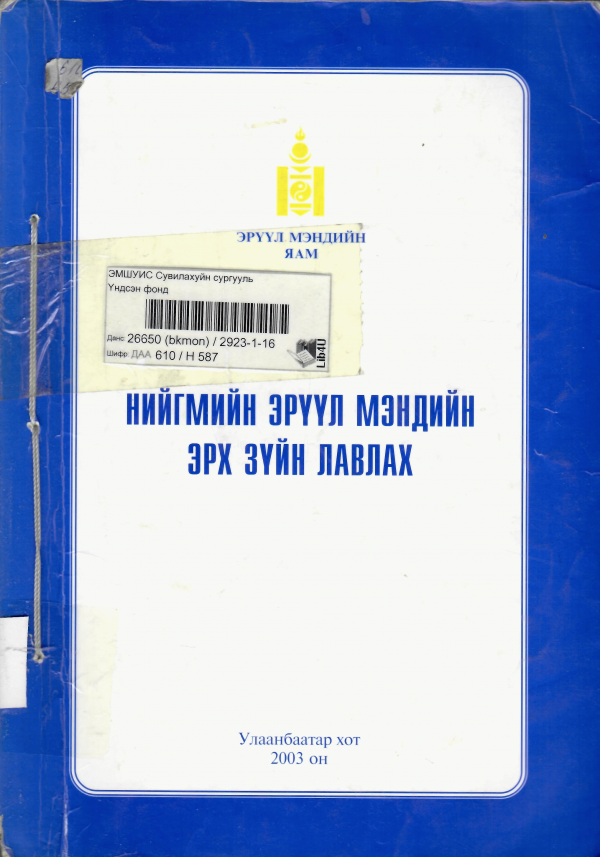 ЭРҮҮЛ МЭНДИЙН
ЯАМ
ЭМШУИС Сувилахуйн сургууль
Үндсэн фонд
Данс: 26650 (bkmon) / 2923-1-16
Шифр: ДАА 610 / Н 587
Lib4U
НИЙГМИЙН ЭРҮҮЛ МЭНДИЙН
ЭРХ ЗҮЙН ЛАВЛАХ
Улаанбаатар хот
2003 он